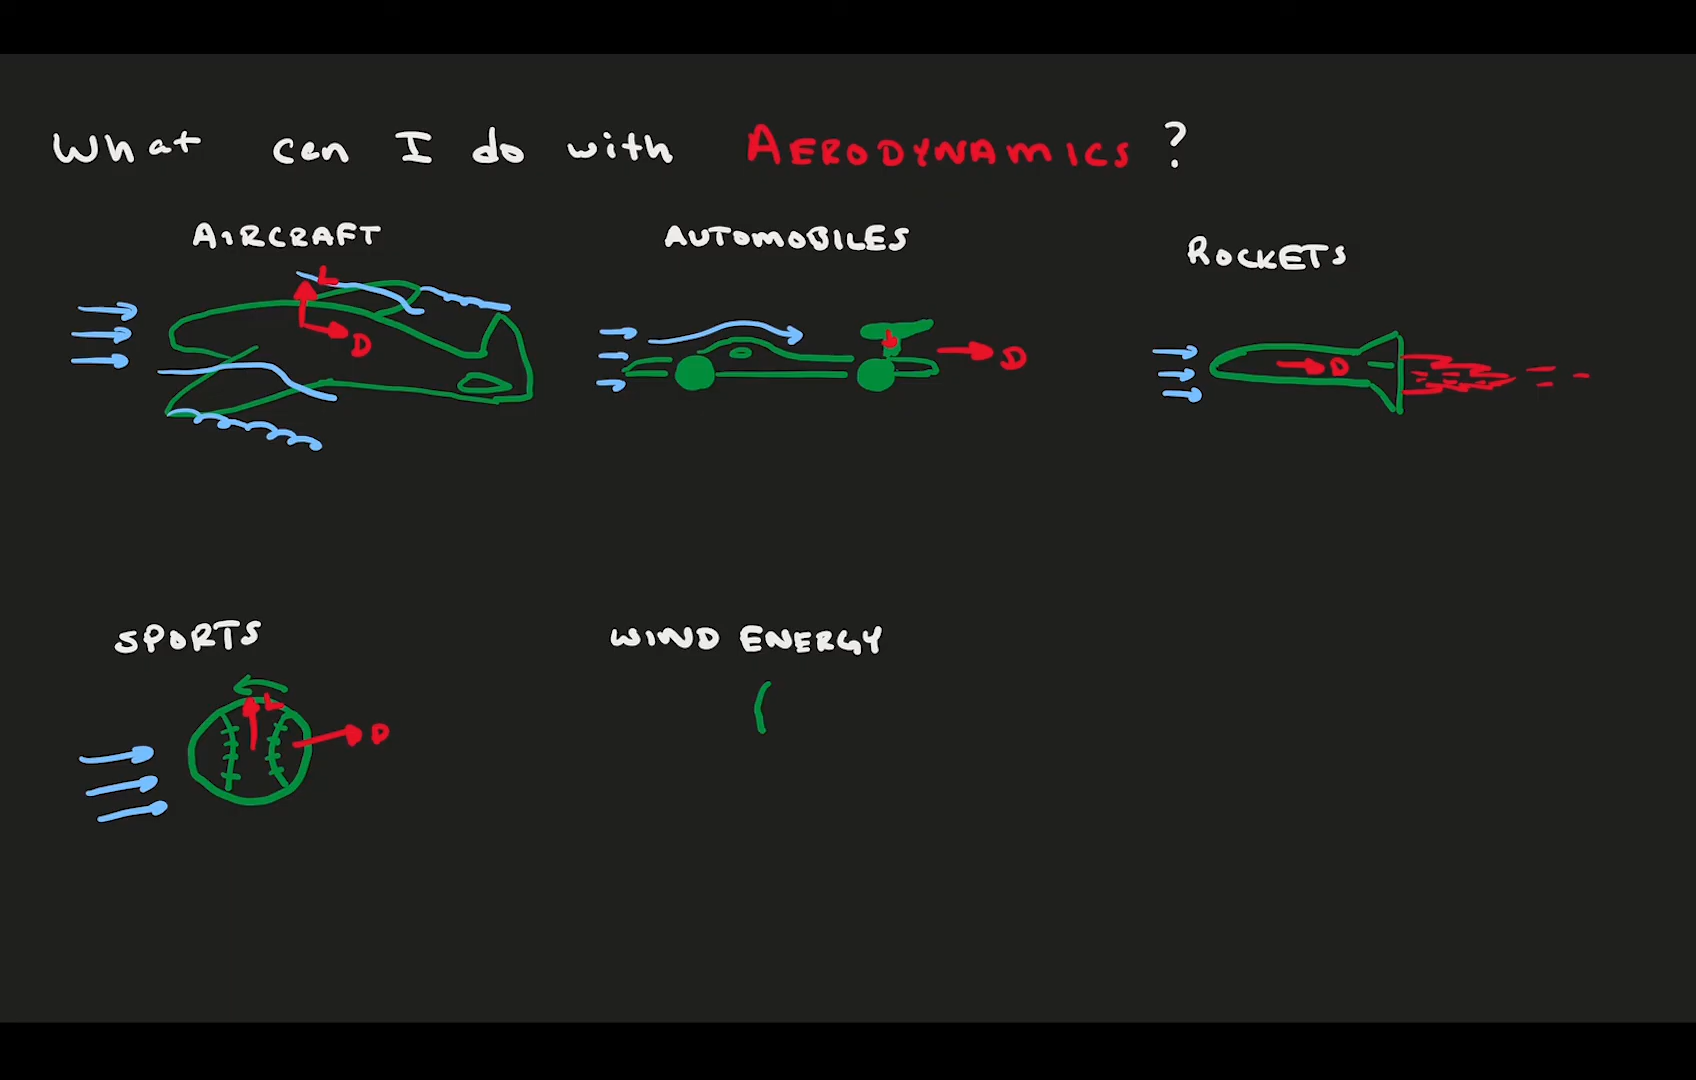 What can I do with AERODYNAMICS?
AIRCRAFT
AUTOMOBILES
ROCKETS
L
D
D
D
SPORTS
WIND ENERGY
L
D